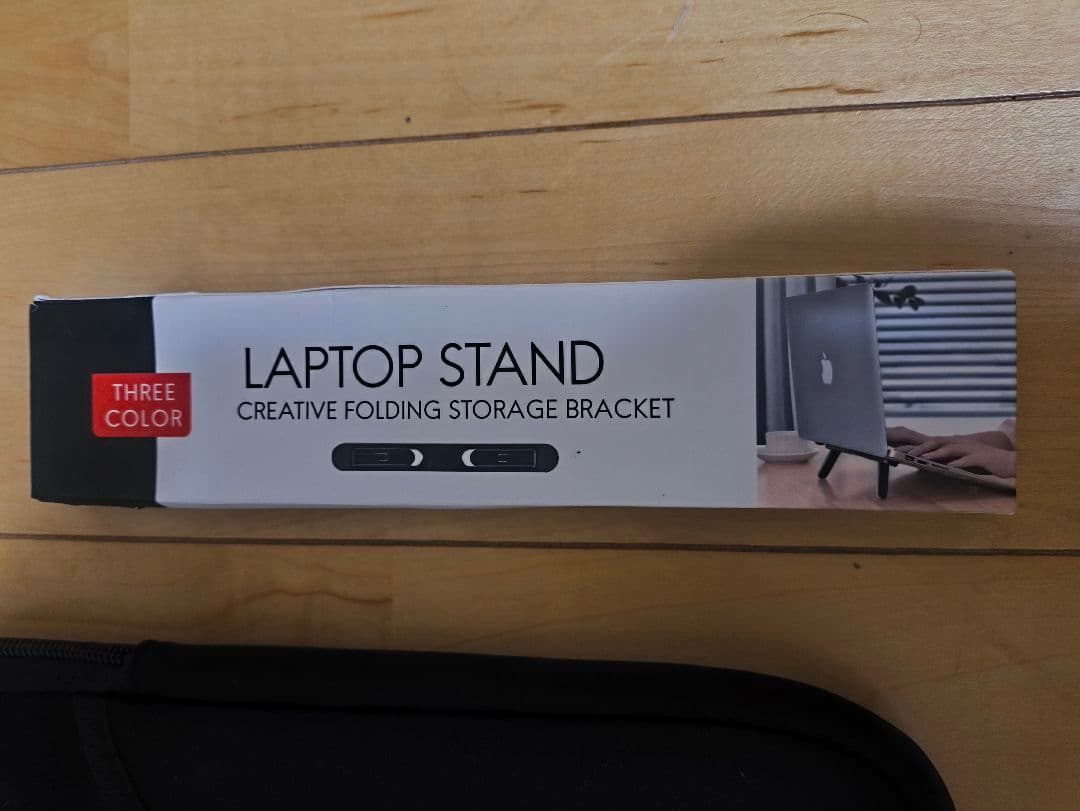 THREE
COLOR
LAPTOP STAND
CREATIVE FOLDING STORAGE BRACKET